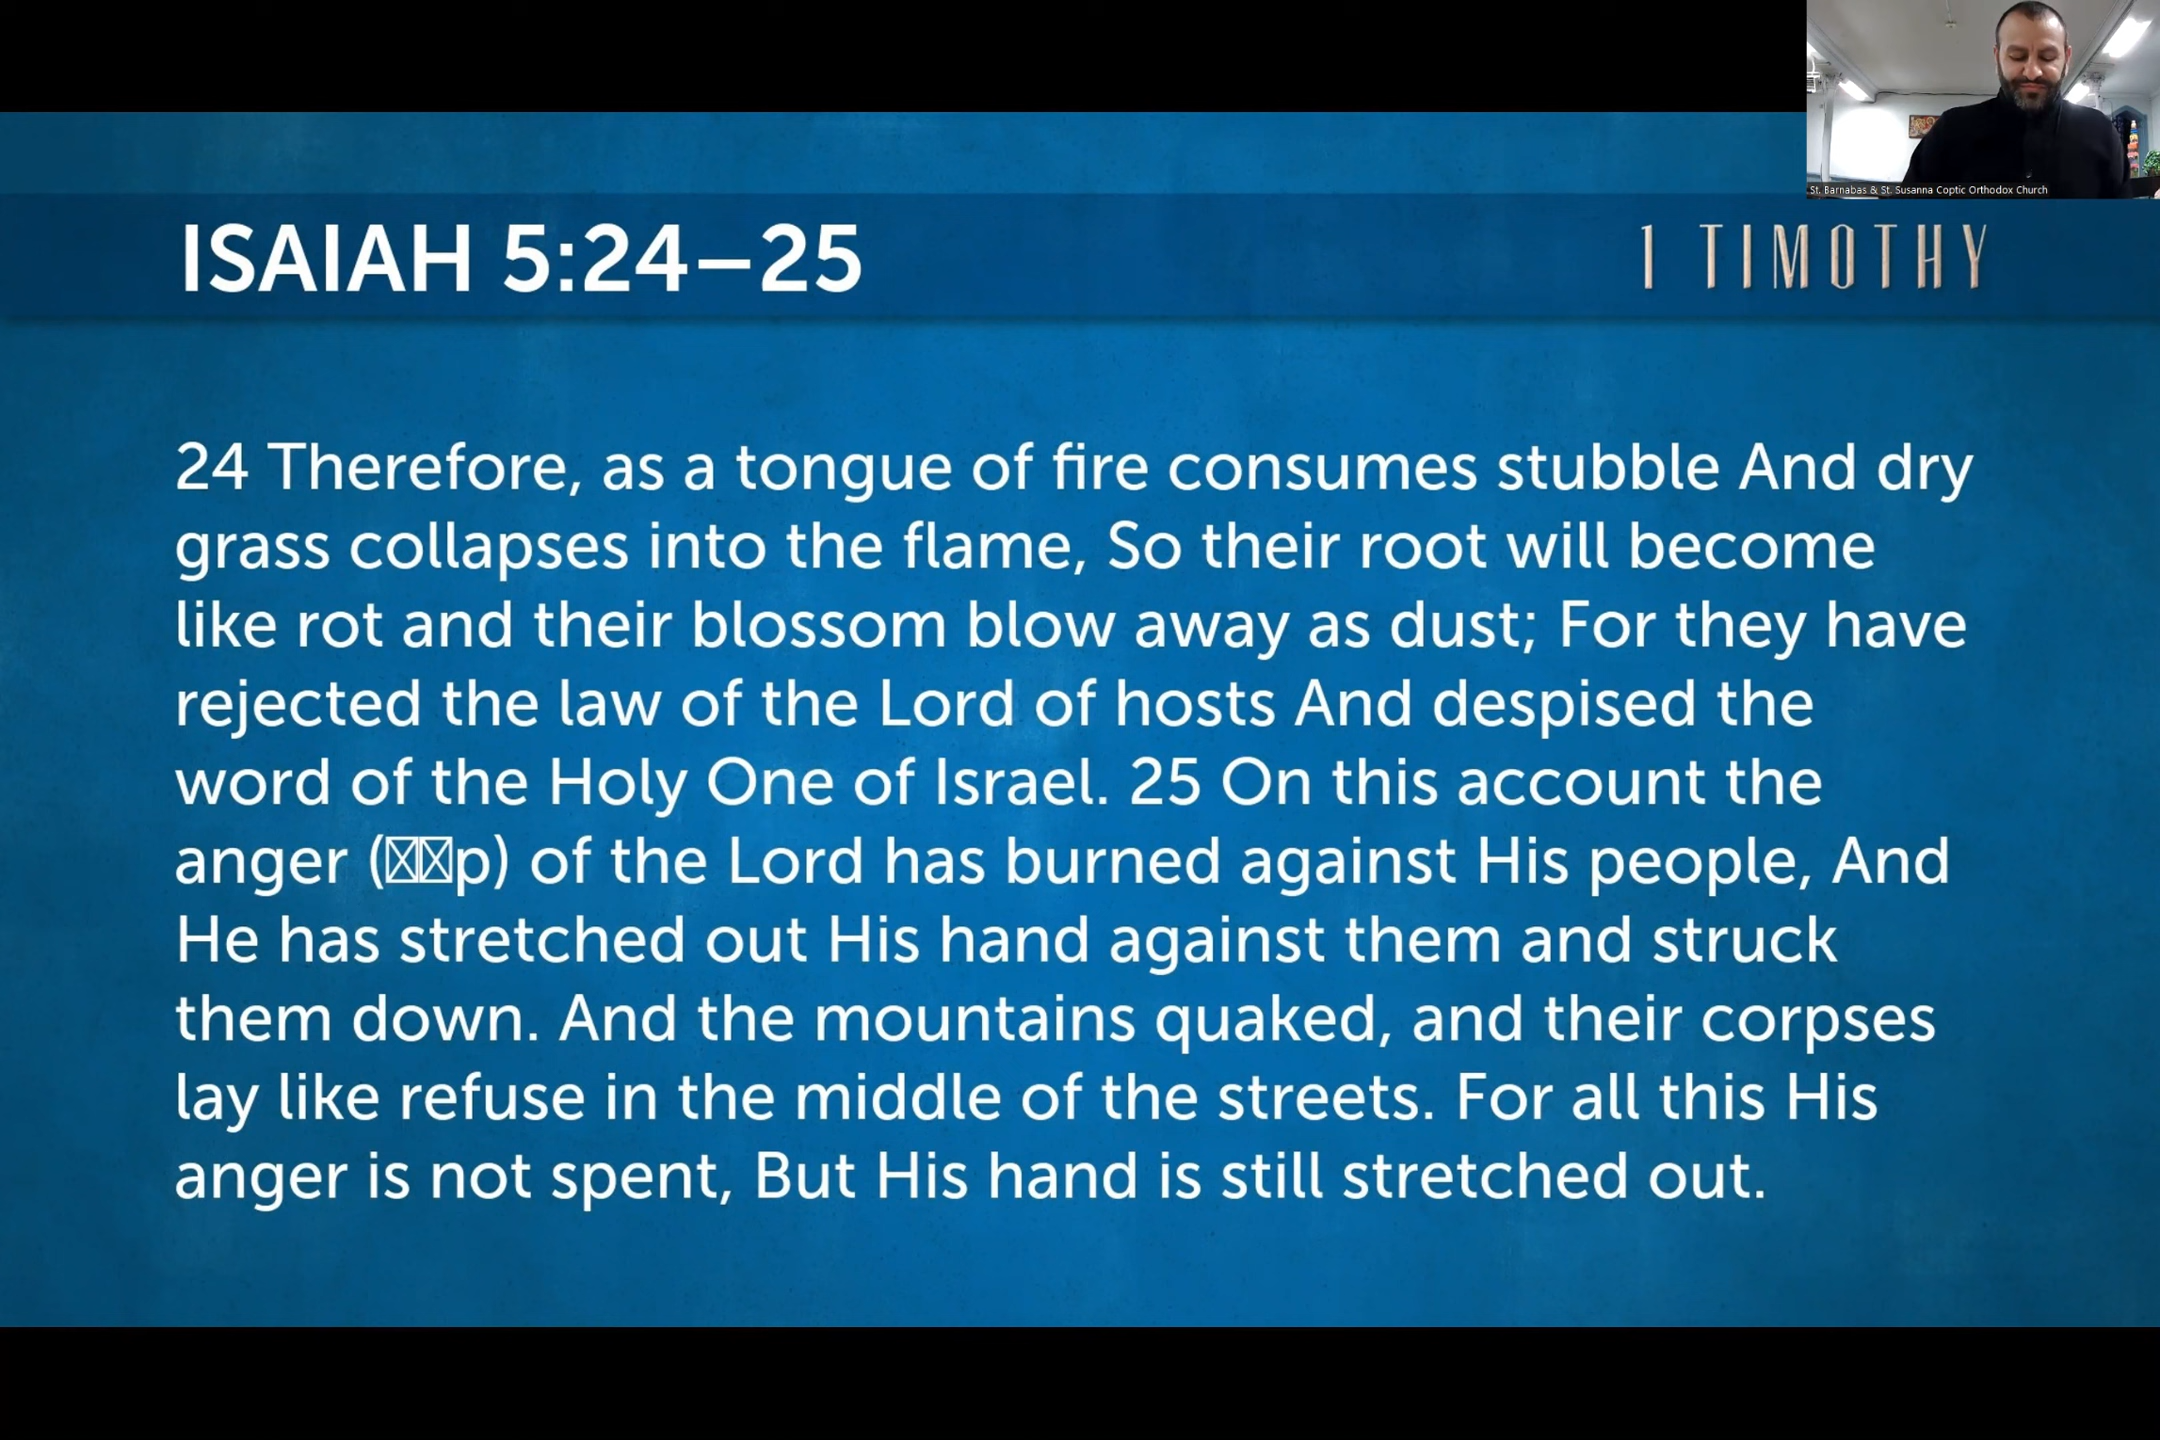 St. Barnabas & St. Susanna Coptic Orthodox Church
ISAIAH 5:24–25
1 TIMOTHY
24 Therefore, as a tongue of fire consumes stubble And dry
grass collapses into the flame, So their root will become
like rot and their blossom blow away as dust; For they have
rejected the law of the Lord of hosts And despised the
word of the Holy One of Israel. 25 On this account the
anger (p) of the Lord has burned against His people, And
He has stretched out His hand against them and struck
them down. And the mountains quaked, and their corpses
lay like refuse in the middle of the streets. For all this His
anger is not spent, But His hand is still stretched out.